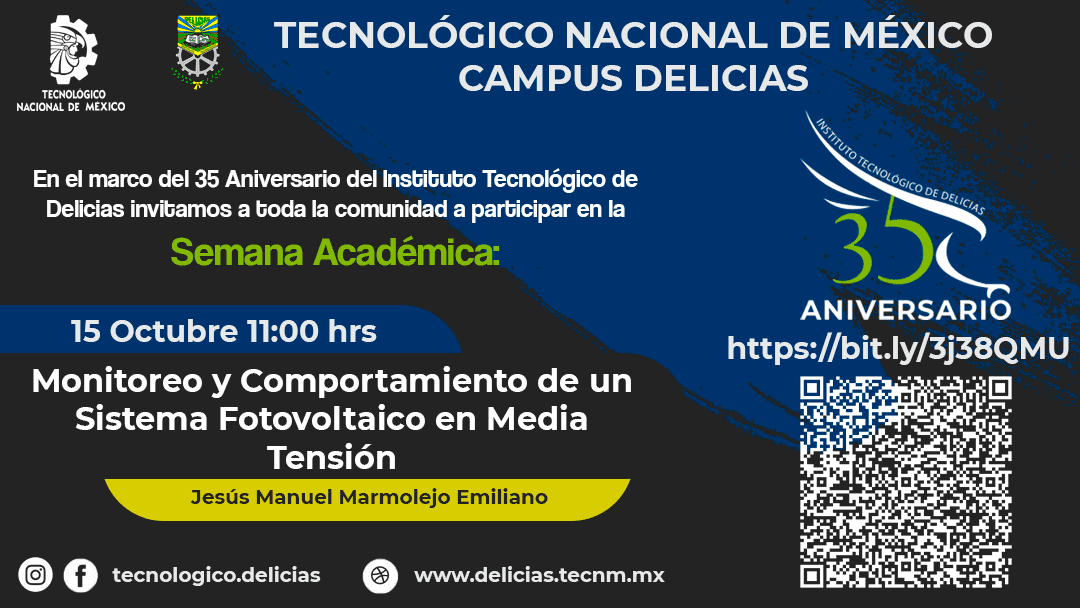 TECNOLÓGICO NACIONAL DE MÉXICO
CAMPUS DELICIAS
TECNOLÓGICO
NACIONAL DE MÉXICO
DELICIAS
En el marco del 35 Aniversario del Instituto Tecnológico de
Delicias invitamos a toda la comunidad a participar en la
Semana Académica:
15 Octubre 11:00 hrs
Monitoreo y Comportamiento de un
Sistema Fotovoltaico en Media
Tensión
Jesús Manuel Marmolejo Emiliano
INSTITUTO TECNOLÓGICO DE DELICIAS
35
ANIVERSARIO
https://bit.ly/3j38QMU
tecnologico.delicias
www.delicias.tecnm.mx